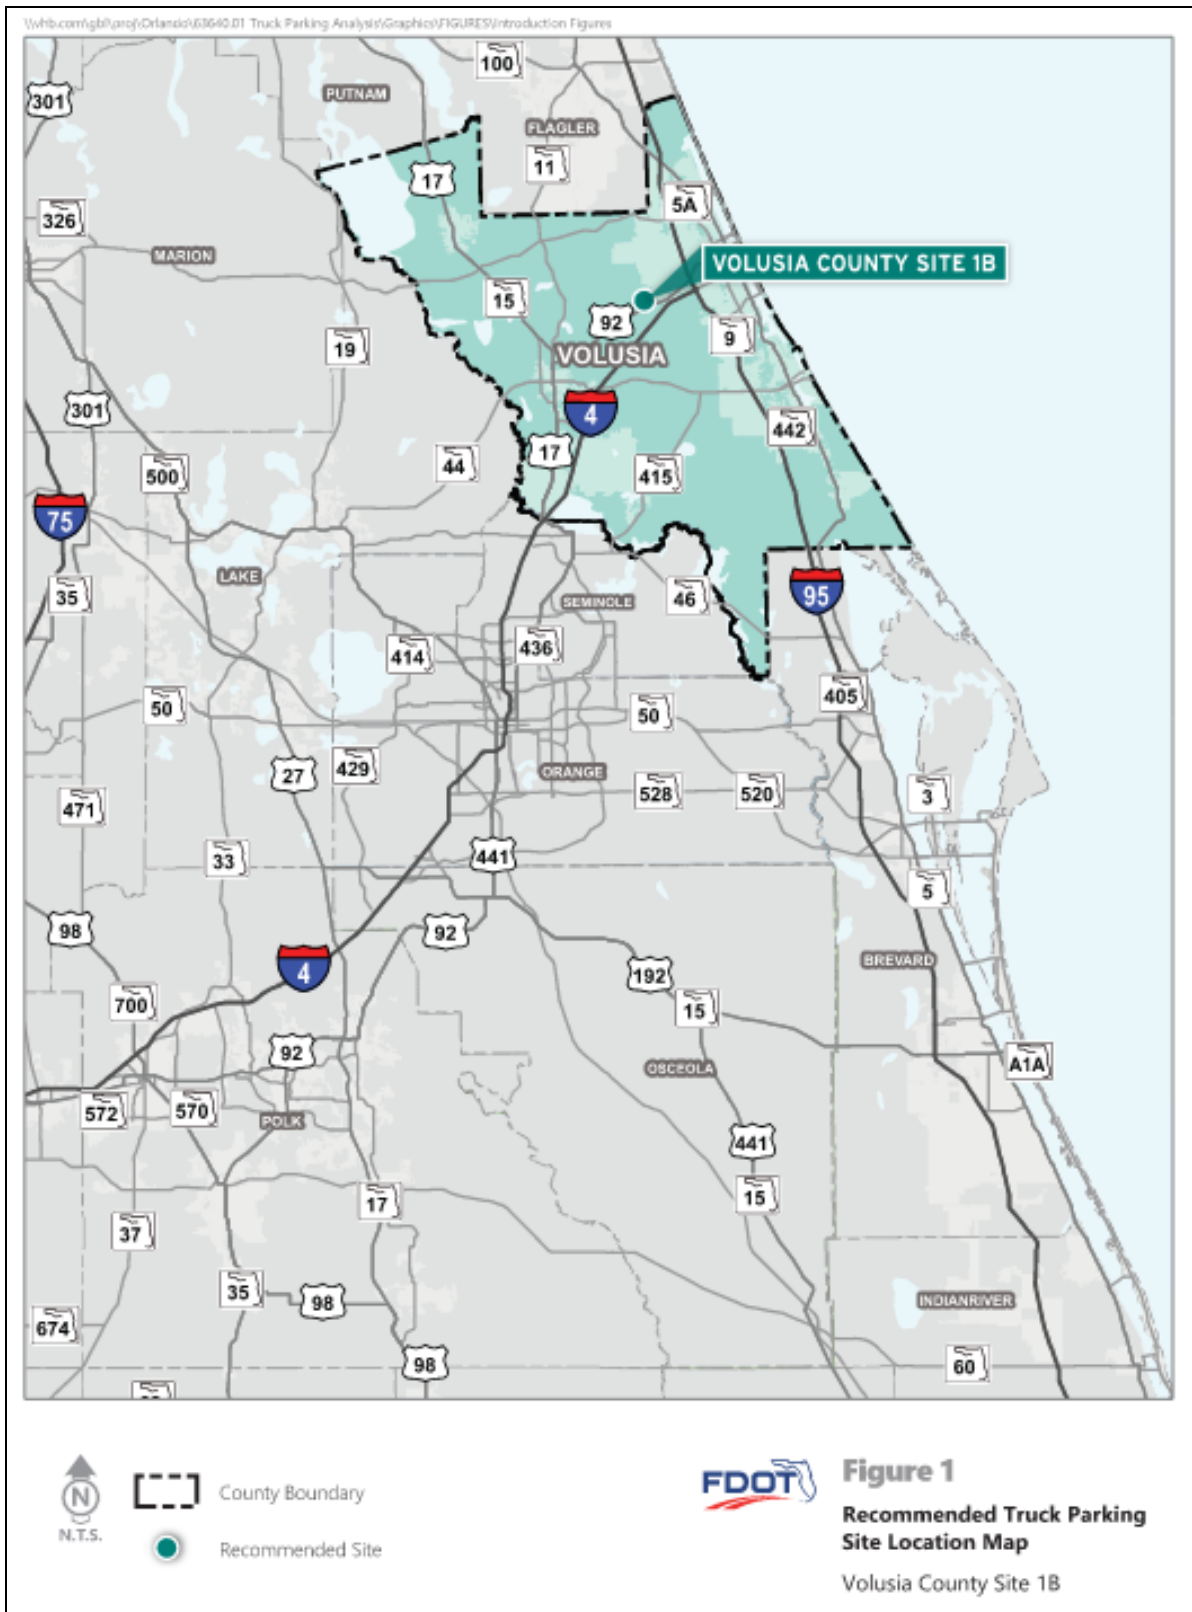 \\vhb.com\gbl\proj\Orlando\63640.01 Truck Parking Analysis\Graphics\FIGURES\Introduction Figures
100
301
PUTNAM
FLAGLER
11
17
5A
326
MARION
VOLUSIA COUNTY SITE 1B
15
92
9
19
VOLUSIA
301
4
442
17
44
500
415
75
LAKE
35
SEMINOLE
46
95
436
414
405
50
50
27
429
ORANGE
528
520
3
471
441
33
5
98
92
BREVARD
4
192
700
15
92
A1A
OSCEOLA
572
570
POLK
441
15
17
37
35
98
INDIANRIVER
674
98
60
N
N.T.S.
County Boundary
Recommended Site
FDOT
Figure 1
Recommended Truck Parking
Site Location Map
Volusia County Site 1B